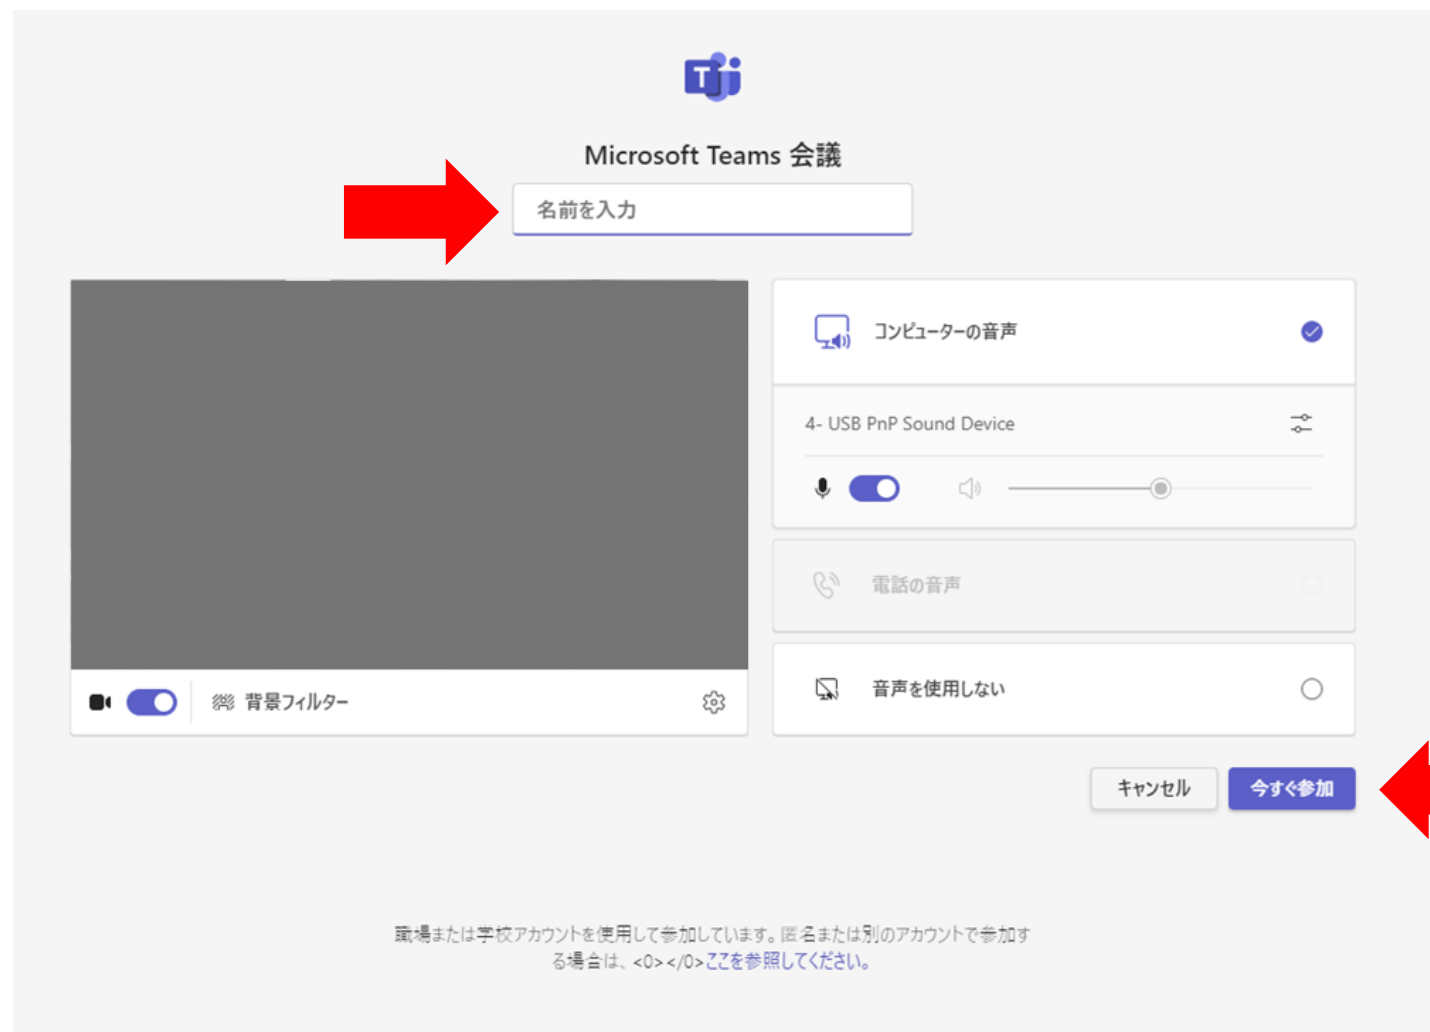 T
Microsoft Teams 会議
名前を入力
コンピューターの音声
4- USB PnP Sound Device
電話の音声
背景フィルター
音声を使用しない
キャンセル
今すぐ参加
職場または学校アカウントを使用して参加しています。匿名または別のアカウントで参加す
る場合は、<0></0>ここを参照してください。